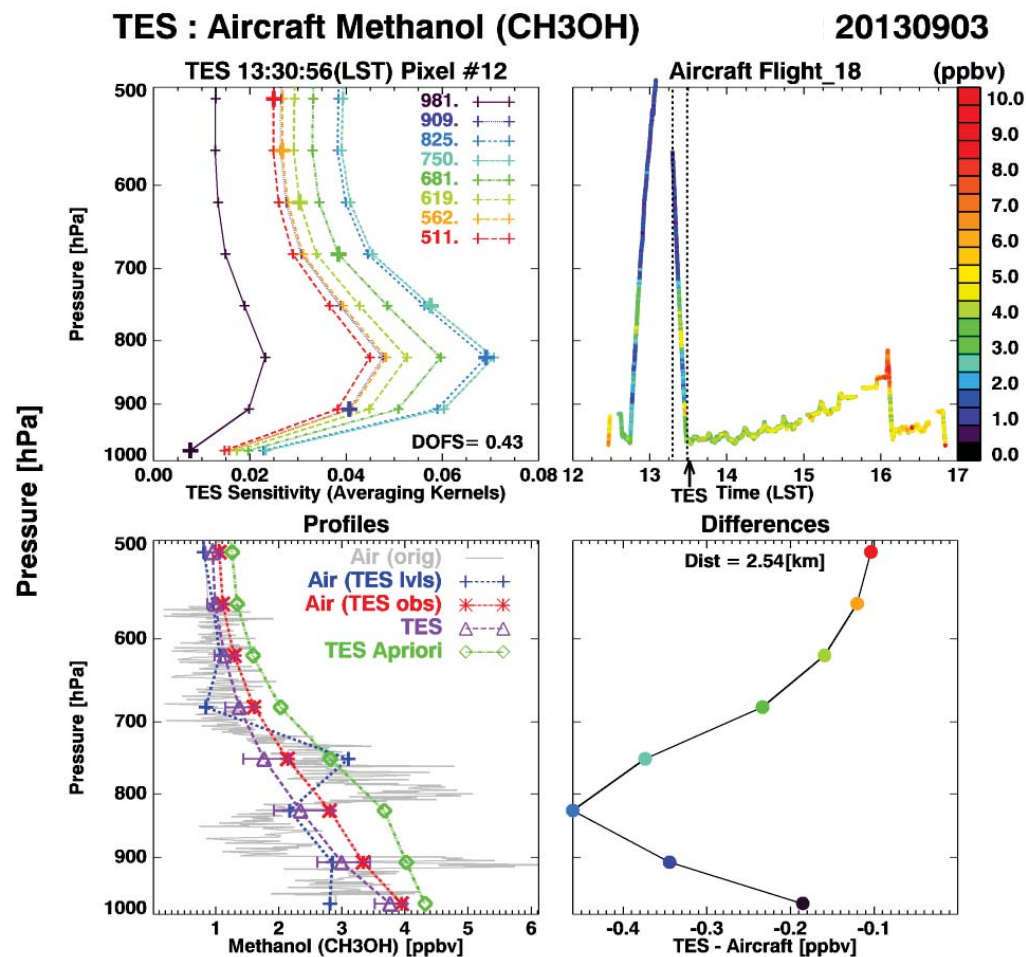 TES : Aircraft Methanol (CH3OH) 20130903
TES 13:30:56(LST) Pixel #12
Aircraft Flight_18 (ppbv)
Pressure [hPa]
Pressure [hPa]
500
600
700
800
900
1000
981.
909.
825.
750.
681.
619.
562.
511.
DOFS= 0.43
0.00 0.02 0.04 0.06 0.08
TES Sensitivity (Averaging Kernels)
10.0
9.0
8.0
7.0
6.0
5.0
4.0
3.0
2.0
1.0
0.0
12 13 14 15 16 17
TES Time (LST)
Profiles
Pressure [hPa]
500
600
700
800
900
1000
Air (orig)
Air (TES lvls)
Air (TES obs)
TES
TES Apriori
1 2 3 4 5 6
Methanol (CH3OH) [ppbv]
Differences
Dist = 2.54[km]
-0.4 -0.3 -0.2 -0.1
TES - Aircraft [ppbv]